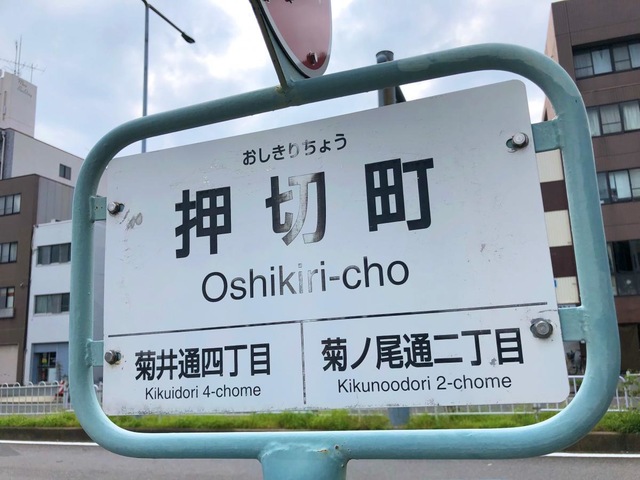 おしきりちょう
押切町
Oshikiri-cho
菊井通四丁目
Kikuidori 4-chome
菊ノ尾通二丁目
Kikunoodori 2-chome